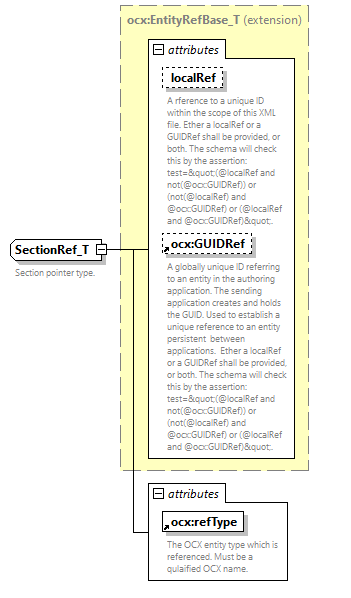 ocx:EntityRefBase_T (extension)
attributes
localRef
A rference to a unique ID
within the scope of this XML
file. Ether a localRef or a
GUIDRef shall be provided, or
both. The schema will check
this by the assertion:
test=&quot;(@localRef and
not(@ocx:GUIDRef)) or
(not(localRef) and
@ocx:GUIDRef) or (@localRef
and @ocx:GUIDRef)&quot;.
ocx:GUIDRef
A globally unique ID referring
to an entity in the authoring
application. The sending
application creates and holds
the GUID. Used to establish a
unique reference to an entity
persistent between
applications. Ether a localRef
or a GUIDRef shall be provided,
or both. The schema will check
this by the assertion:
test=&quot;(@localRef and
not(@ocx:GUIDRef)) or
(not(localRef) and
@ocx:GUIDRef) or (@localRef
and @ocx:GUIDRef)&quot;.
SectionRef_T
Section pointer type.
attributes
ocx:refType
The OCX entity type which is
referenced. Must be a
qulaified OCX name.